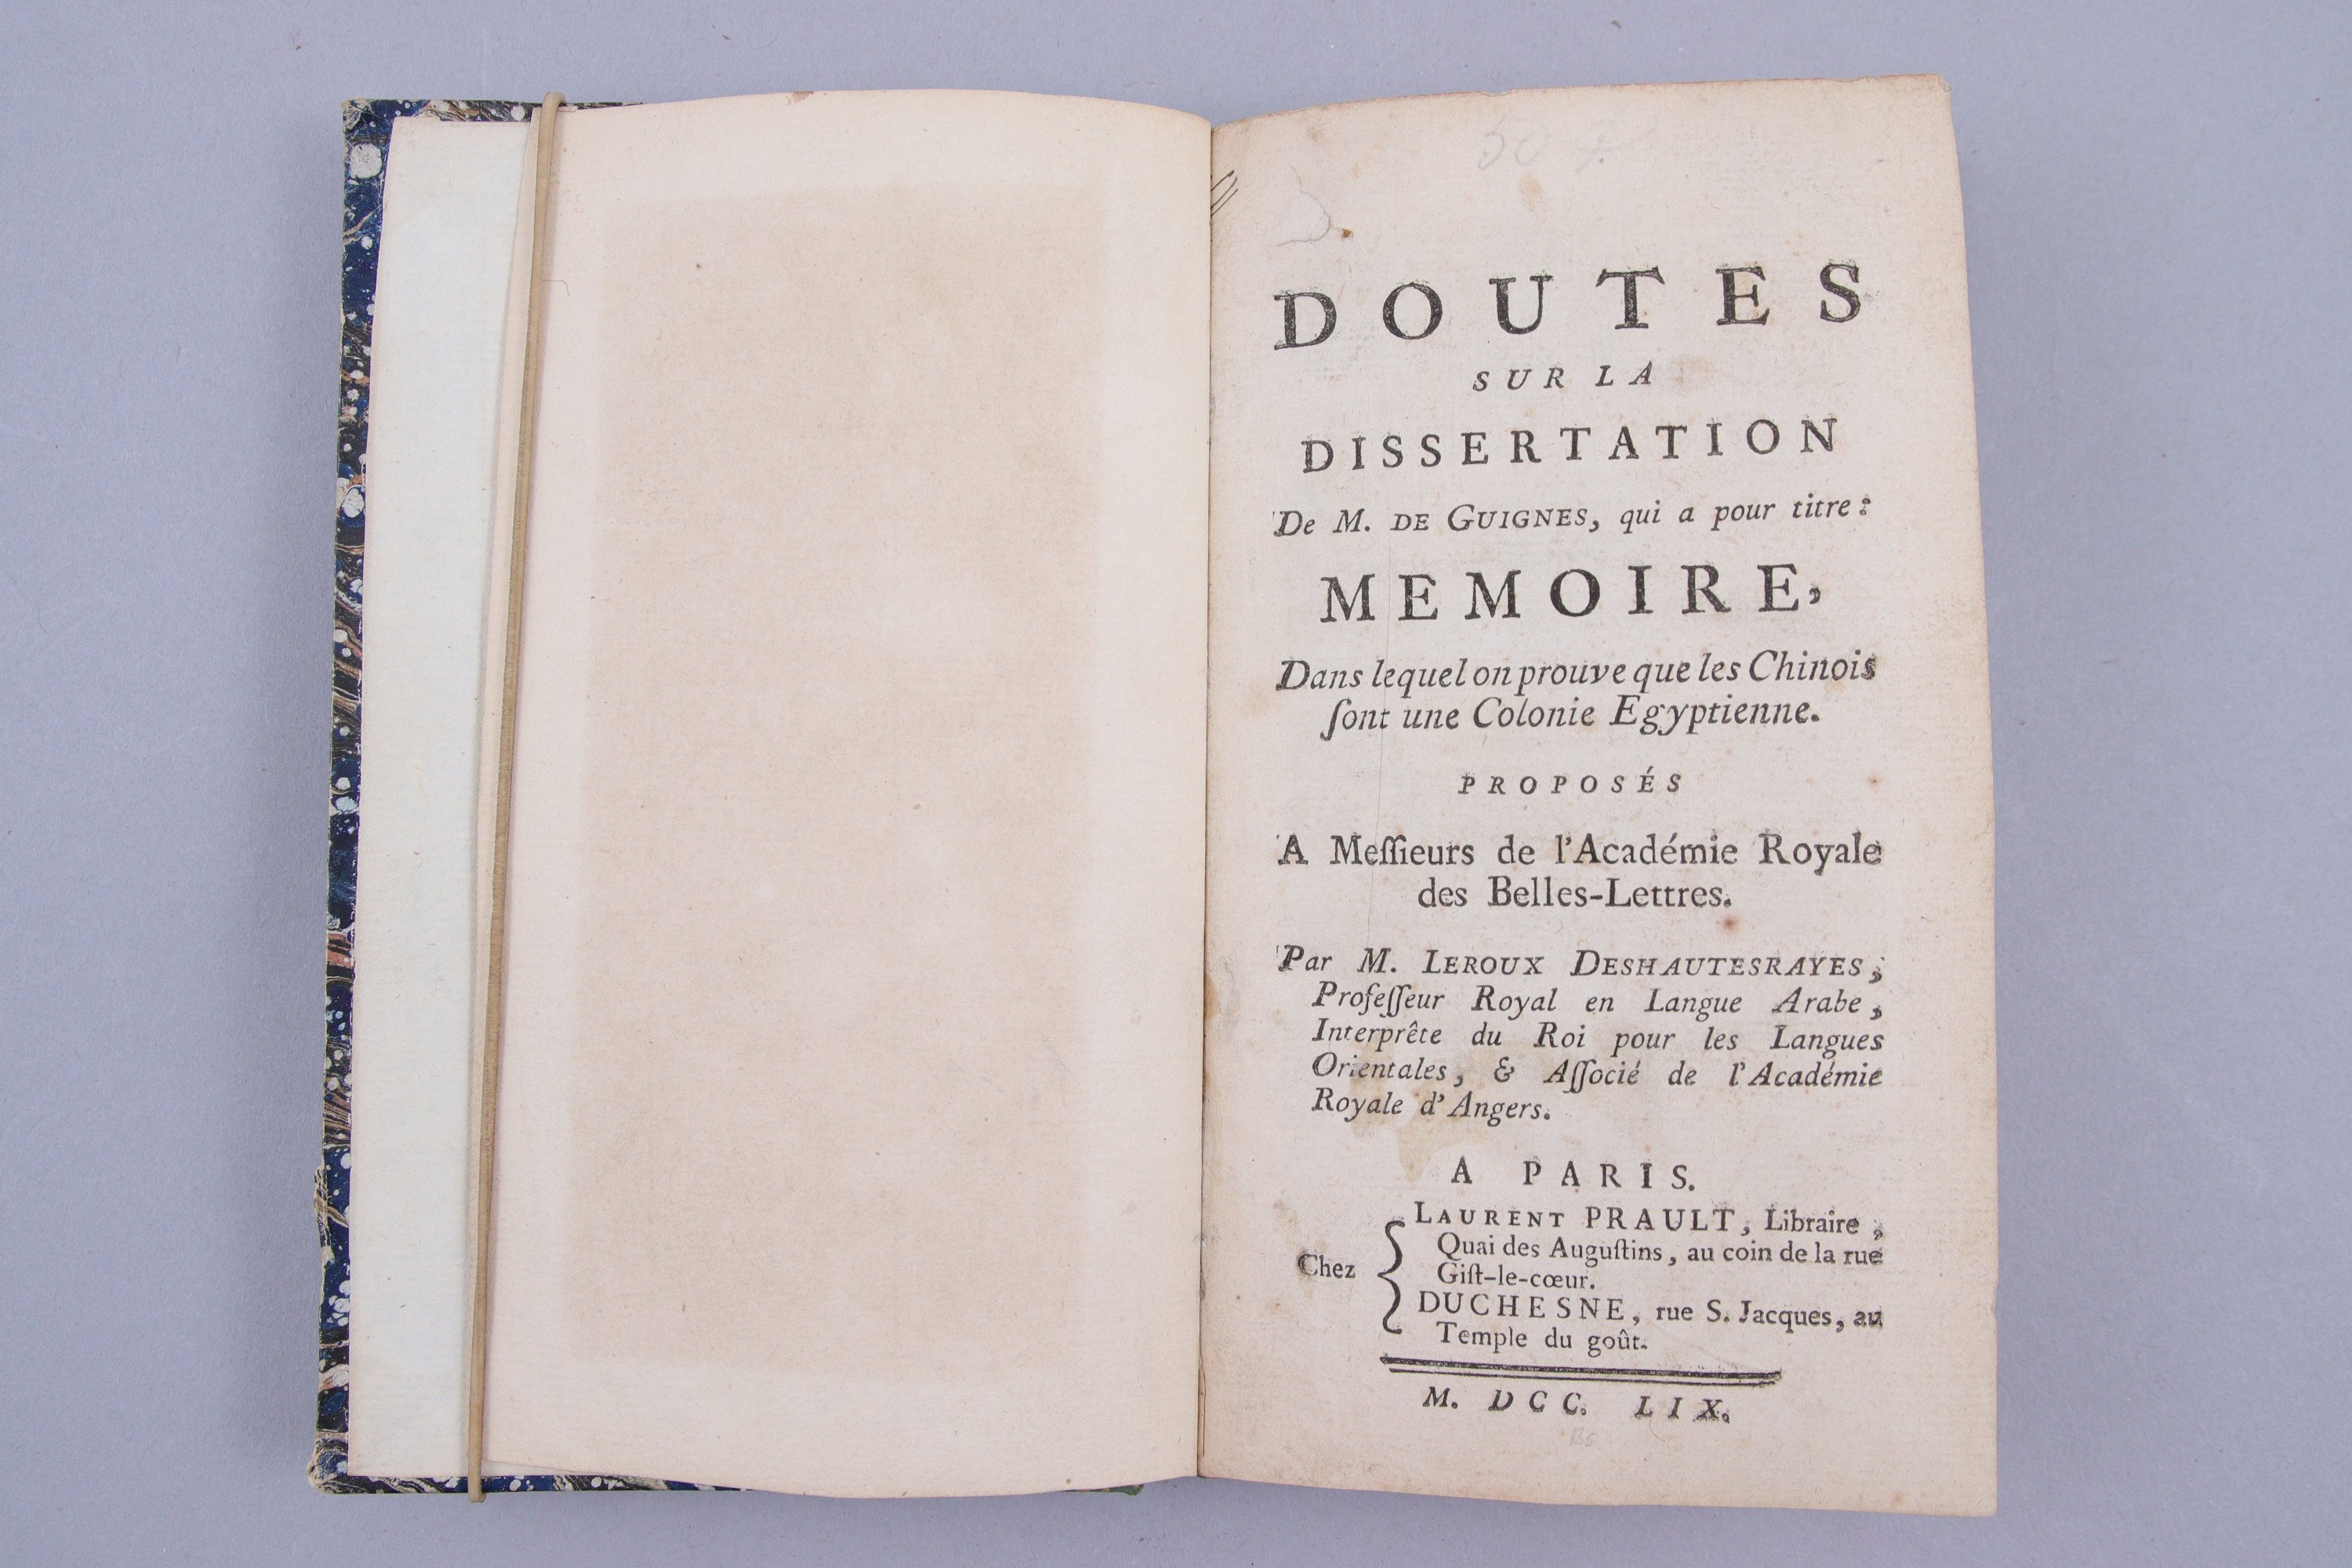 DOUTES
SUR LA
DISSERTATION
De M. DE GUIGNES, qui a pour titre:
MEMOIRE,
Dans lequel on prouve que les Chinois
ſont une Colonie Egyptienne.
PROPOSÉS
A Meſſieurs de l'Académie Royale
des Belles-Lettres.
Par M. LEROUX DESHAUTESRAYES,
Profeſſeur Royal en Langue Arabe,
Interprête du Roi pour les Langues
Orientales, & Aſſocié de l'Académie
Royale d'Angers.
A PARIS.
Chez
LAURENT PRAULT, Libraire,
Quai des Auguſtins, au coin de la rue
Giſt-le-cœur.
DUCHESNE, rue S. Jacques, au
Temple du goût.
M. DCC. LIX.